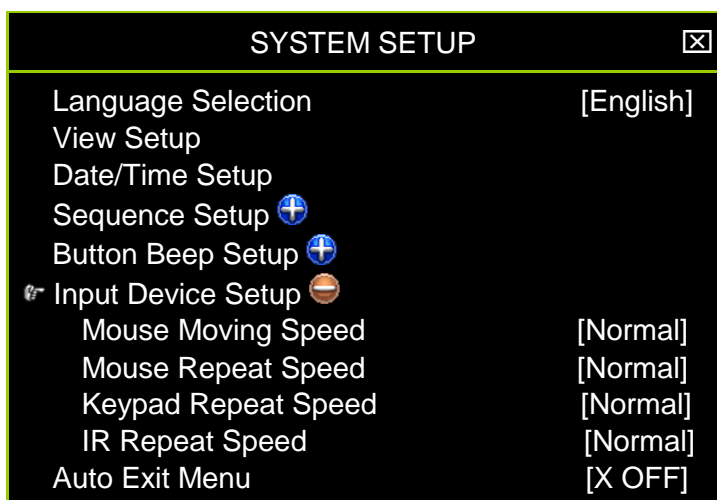 SYSTEM SETUP
Language Selection [English]
View Setup
Date/Time Setup
Sequence Setup
Button Beep Setup
Input Device Setup
Mouse Moving Speed [Normal]
Mouse Repeat Speed [Normal]
Keypad Repeat Speed [Normal]
IR Repeat Speed [Normal]
Auto Exit Menu [X OFF]